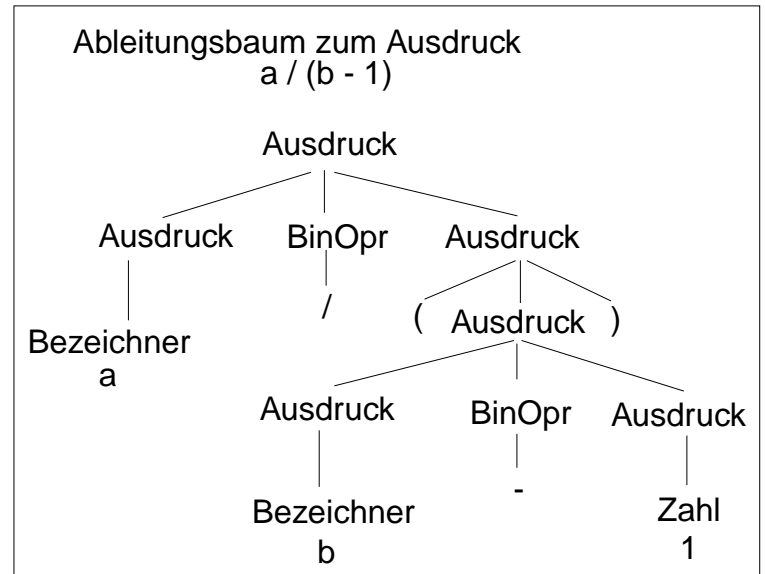 Ableitungsbaum zum Ausdruck
a / (b - 1)
Ausdruck
Ausdruck BinOpr Ausdruck
/ ( Ausdruck )
Bezeichner
a
Ausdruck BinOpr Ausdruck
-
Bezeichner Zahl
b 1